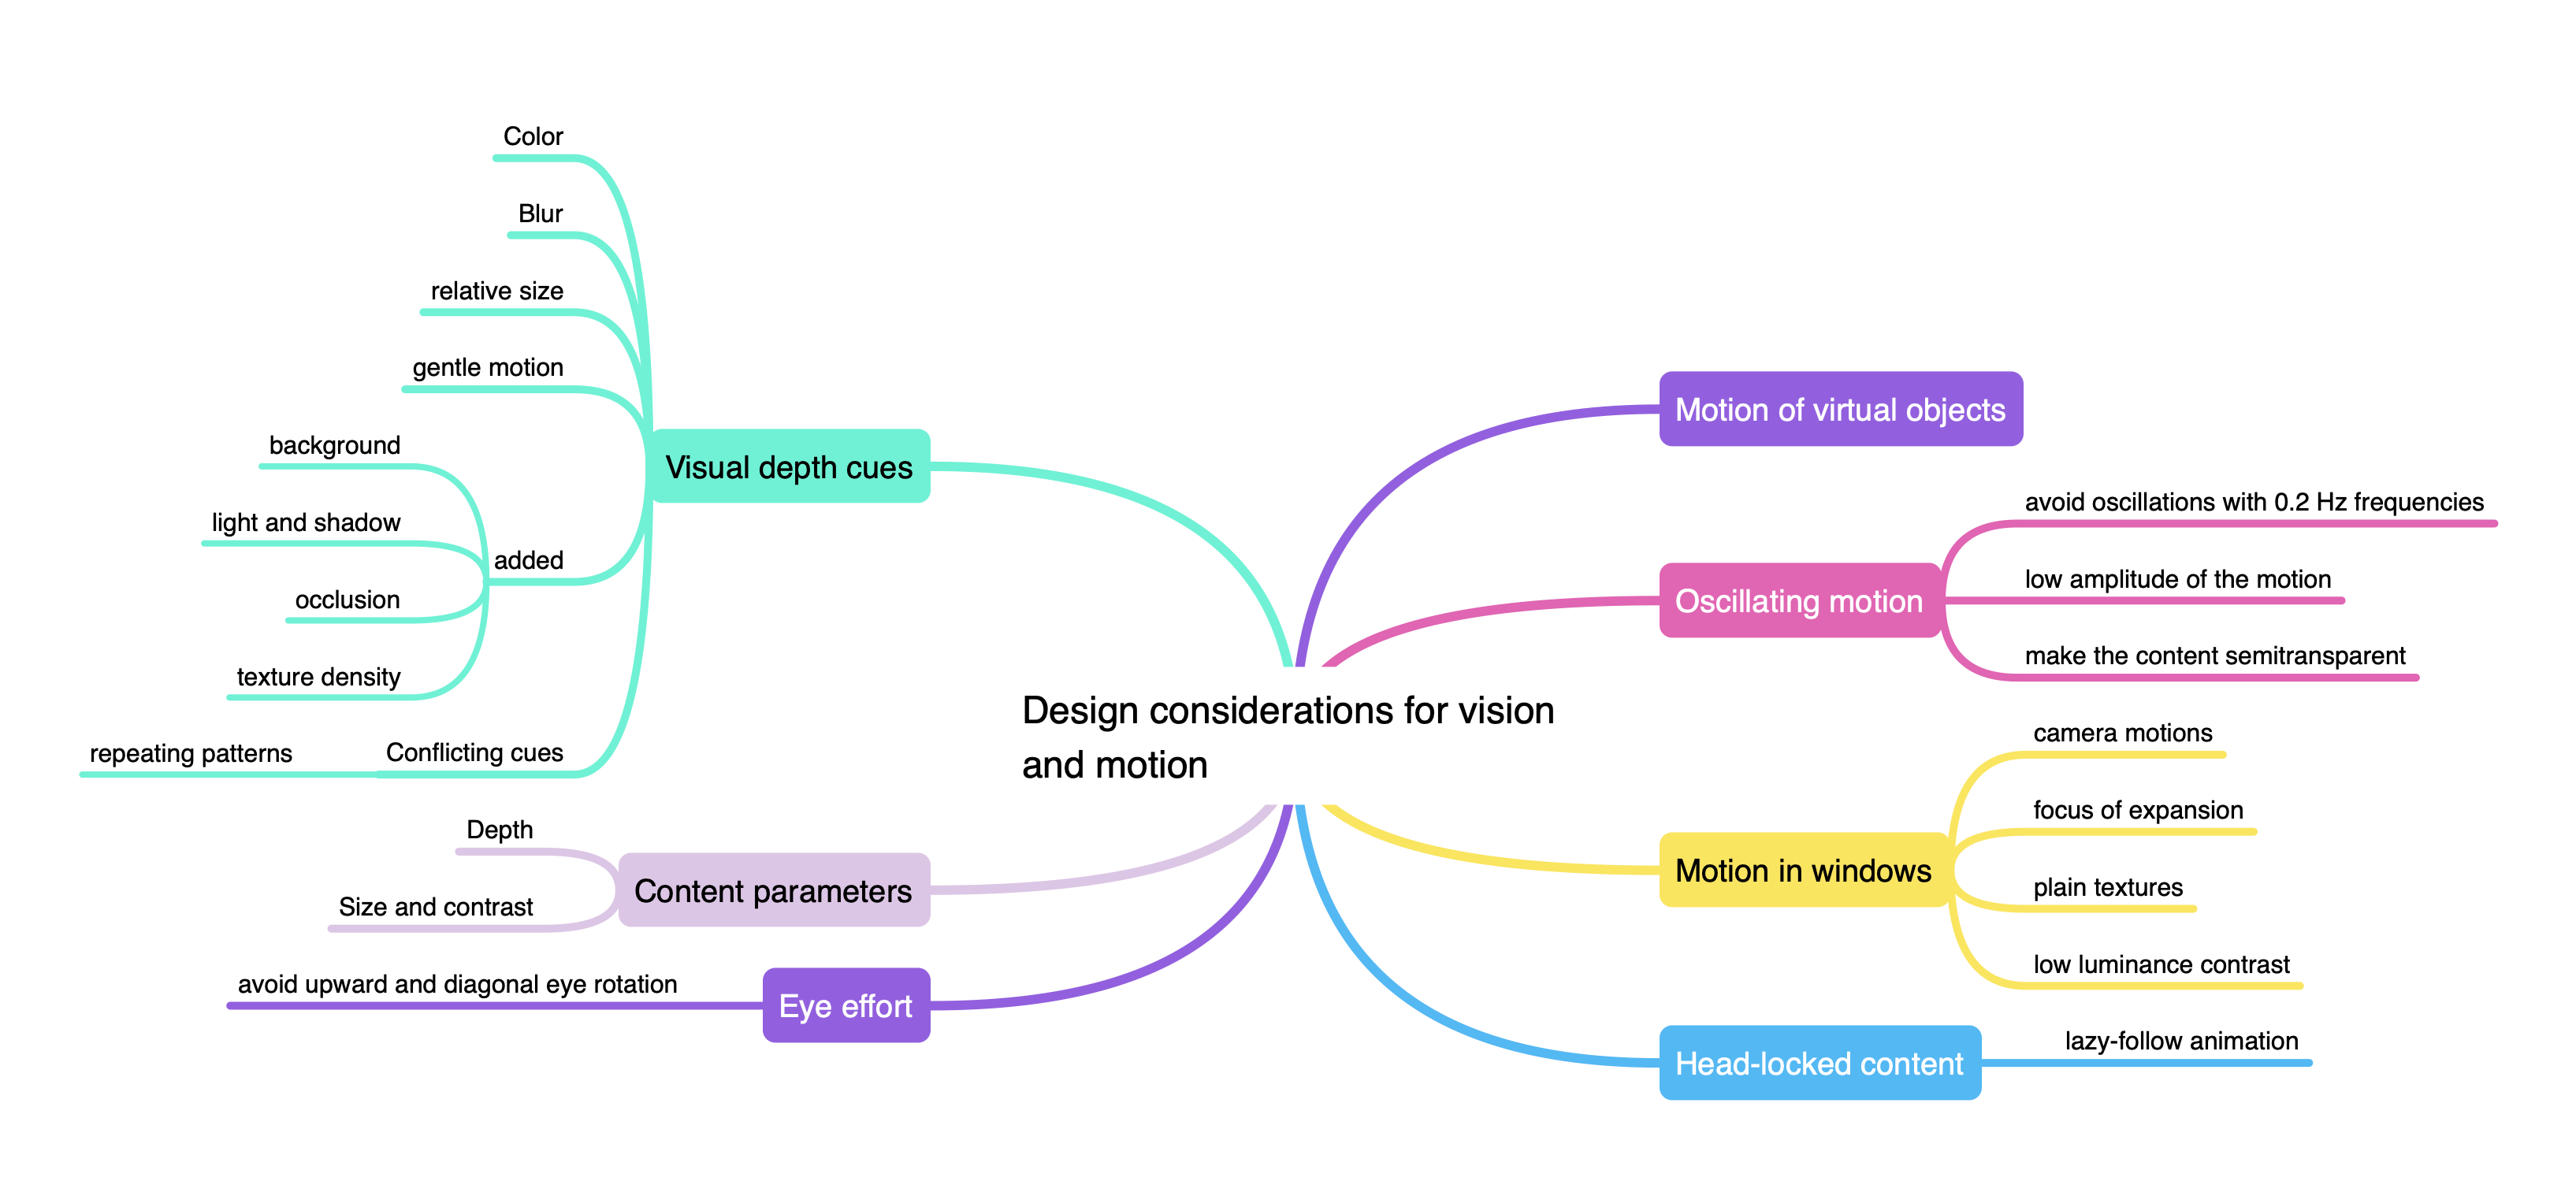 Design considerations for vision
and motion
Motion of virtual objects
Oscillating motion
avoid oscillations with 0.2 Hz frequencies
low amplitude of the motion
make the content semitransparent
Motion in windows
camera motions
focus of expansion
plain textures
low luminance contrast
Head-locked content
lazy-follow animation
Visual depth cues
Color
Blur
relative size
gentle motion
added
background
light and shadow
occlusion
texture density
Conflicting cues
repeating patterns
Content parameters
Depth
Size and contrast
Eye effort
avoid upward and diagonal eye rotation